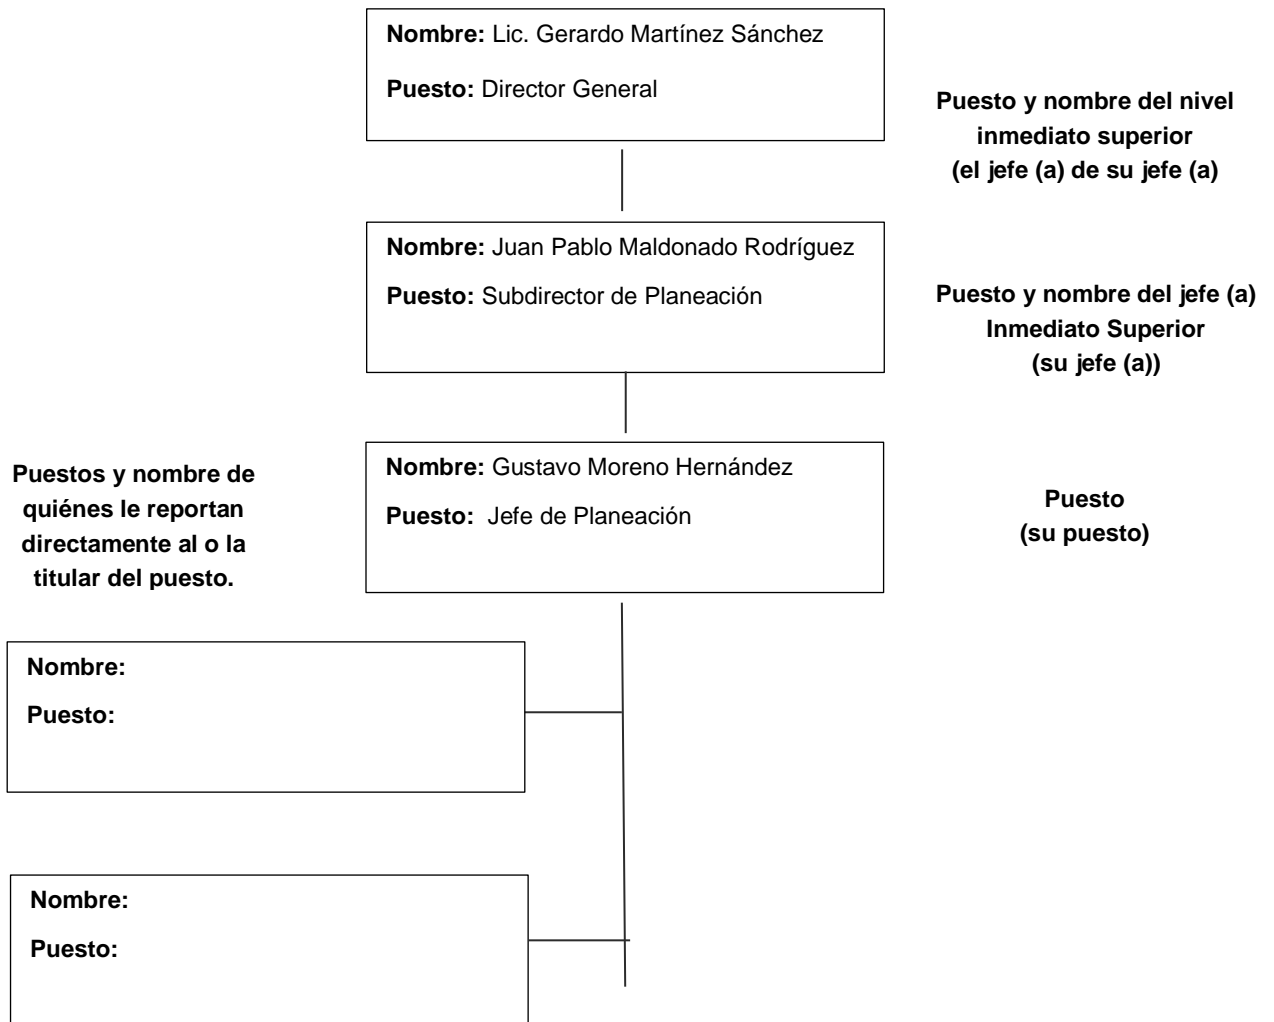 Nombre: Lic. Gerardo Martínez Sánchez
Puesto: Director General
Puesto y nombre del nivel
inmediato superior
(el jefe (a) de su jefe (a)
Nombre: Juan Pablo Maldonado Rodríguez
Puesto: Subdirector de Planeación
Puesto y nombre del jefe (a)
Inmediato Superior
(su jefe (a))
Nombre: Gustavo Moreno Hernández
Puesto: Jefe de Planeación
Puesto
(su puesto)
Puestos y nombre de
quiénes le reportan
directamente al o la
titular del puesto.
Nombre:
Puesto:
Nombre:
Puesto: